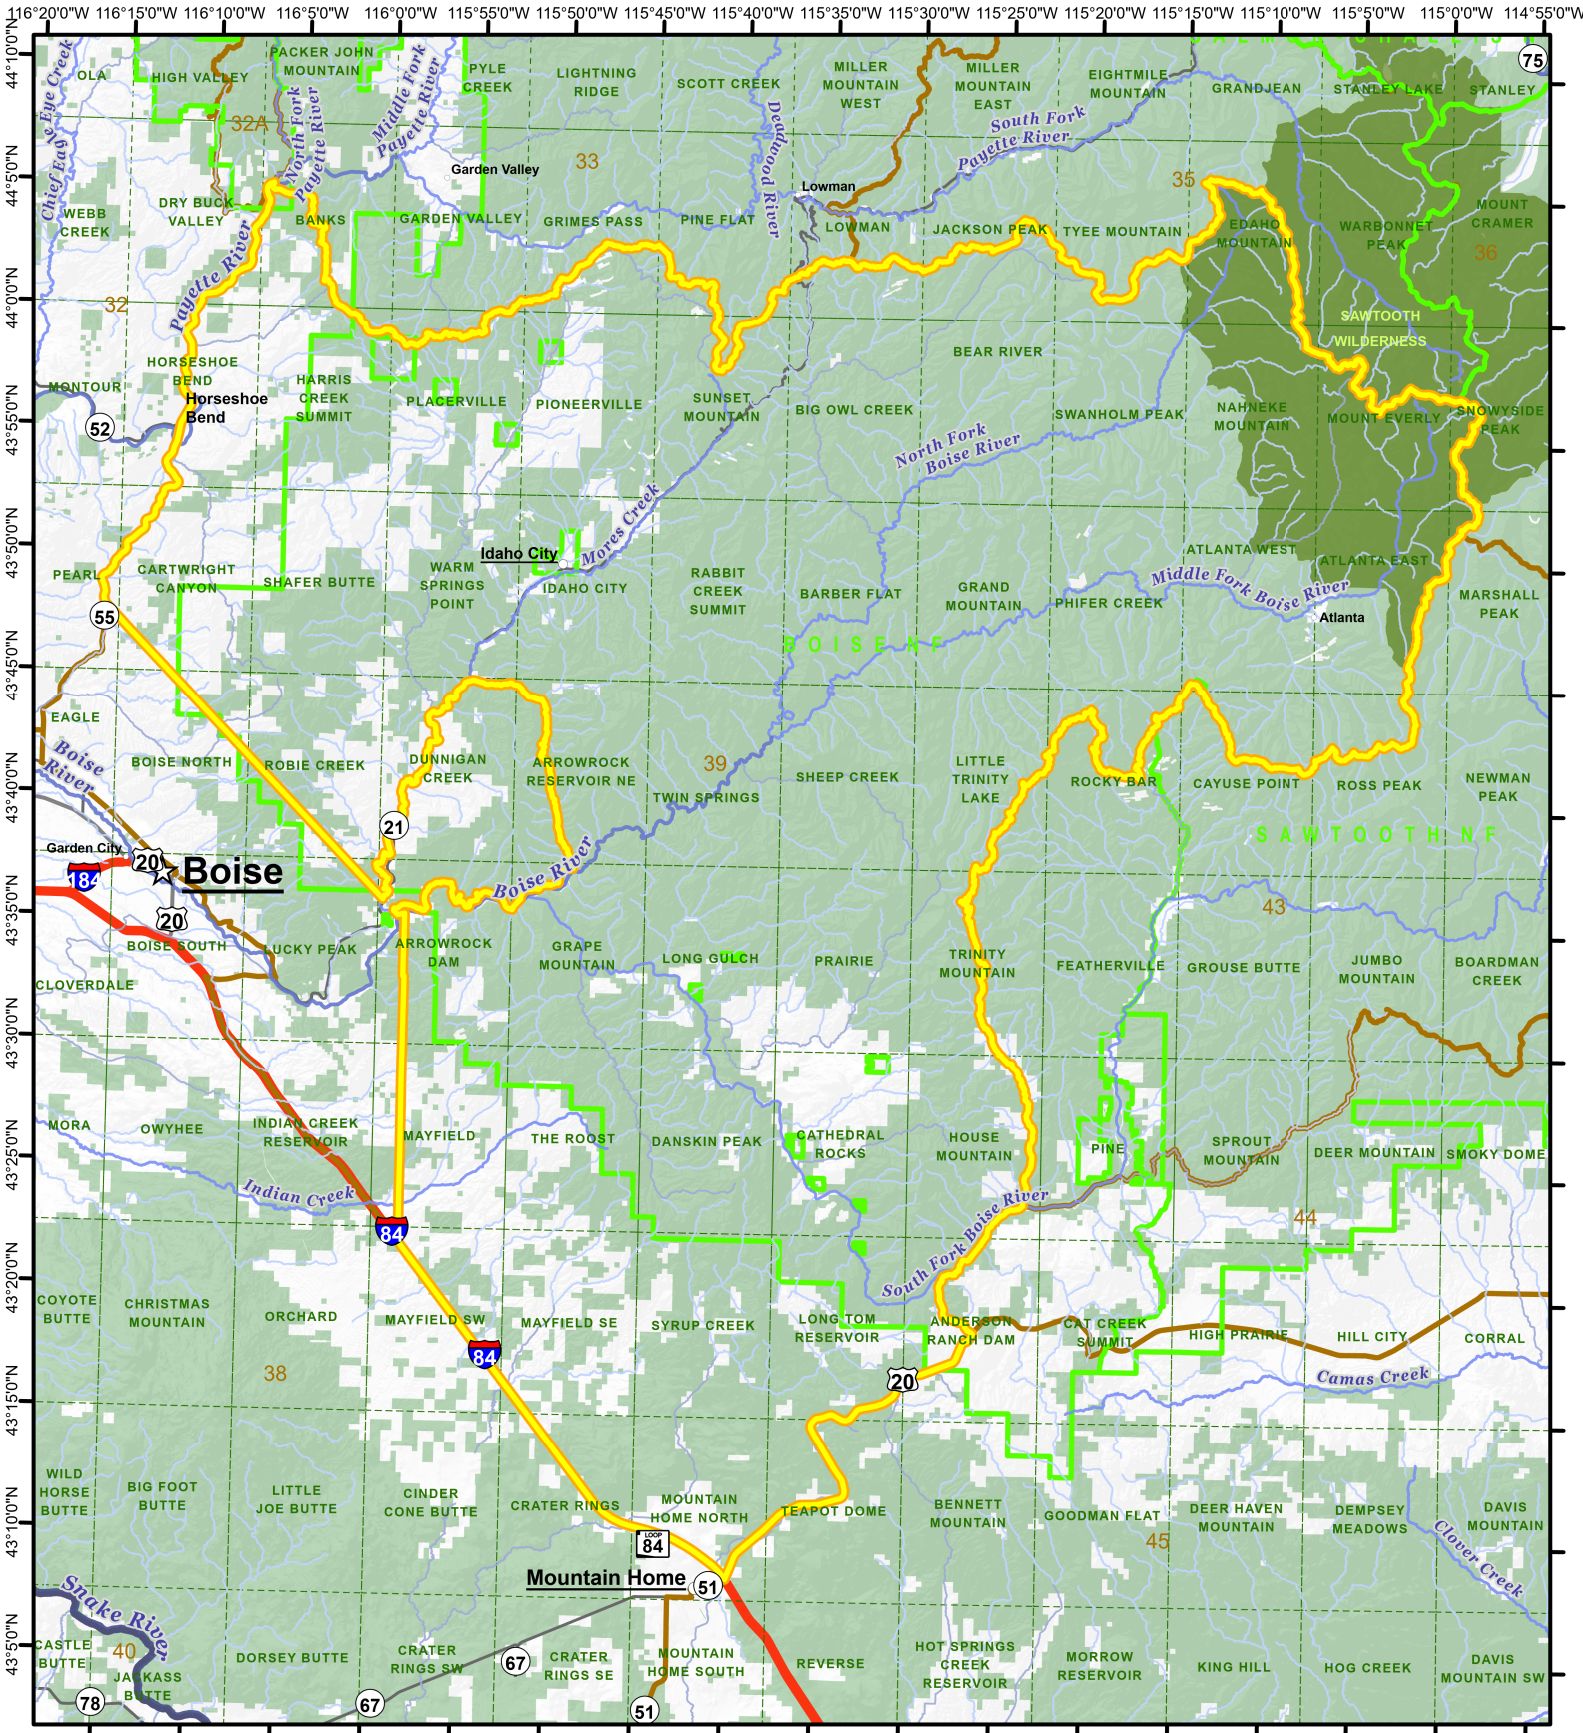 116°20'0"W 116°15'0"W 116°10'0"W 116°5'0"W 116°0'0"W 115°55'0"W 115°50'0"W 115°45'0"W 115°40'0"W 115°35'0"W 115°30'0"W 115°25'0"W 115°20'0"W 115°15'0"W 115°10'0"W 115°5'0"W 115°0'0"W 114°55'0"W
44°10'0"N
44°5'0"N
44°0'0"N
43°55'0"N
43°50'0"N
43°45'0"N
43°40'0"N
43°35'0"N
43°30'0"N
43°25'0"N
43°20'0"N
43°15'0"N
43°10'0"N
43°5'0"N
75
OLA
HIGH VALLEY
PACKER JOHN
MOUNTAIN
PYLE
CREEK
LIGHTNING
RIDGE
SCOTT CREEK
MILLER
MOUNTAIN
WEST
MILLER
MOUNTAIN
EAST
EIGHTMILE
MOUNTAIN
GRANDJEAN
STANLEY LAKE
STANLEY
32A
33
35
36
North Fork
Payette River
Middle Fork
Payette River
Deadwood River
South Fork
Payette River
Garden Valley
Lowman
WEBB
CREEK
DRY BUCK
VALLEY
BANKS
GARDEN VALLEY
GRIMES PASS
PINE FLAT
LOWMAN
JACKSON PEAK
TYEE MOUNTAIN
EDAHO
MOUNTAIN
WARBONNET
PEAK
MOUNT
CRAMER
Payette River
32
SAWTOOTH
WILDERNESS
MONTOUR
HORSESHOE
BEND
Horseshoe
Bend
HARRIS
CREEK
SUMMIT
PLACERVILLE
PIONEERVILLE
SUNSET
MOUNTAIN
BEAR RIVER
BIG OWL CREEK
SWANHOLM PEAK
NAHNEKE
MOUNTAIN
MOUNT EVERLY
SNOWYSIDE
PEAK
52
North Fork
Boise River
Idaho City
Mores Creek
PEARL
CARTWRIGHT
CANYON
SHAFER BUTTE
WARM
SPRINGS
POINT
IDAHO CITY
RABBIT
CREEK
SUMMIT
BARBER FLAT
GRAND
MOUNTAIN
PHIFER CREEK
ATLANTA WEST
ATLANTA EAST
MARSHALL
PEAK
55
Middle Fork Boise River
Atlanta
BOISE NF
EAGLE
Boise
River
BOISE NORTH
ROBIE CREEK
DUNNIGAN
CREEK
ARROWROCK
RESERVOIR NE
39
TWIN SPRINGS
SHEEP CREEK
LITTLE
TRINITY
LAKE
ROCKY BAR
CAYUSE POINT
ROSS PEAK
NEWMAN
PEAK
SAWTOOTH NF
21
Garden City
184
20
Boise
20
Boise River
43
BOISE SOUTH
LUCKY PEAK
ARROWROCK
DAM
GRAPE
MOUNTAIN
LONG GULCH
PRAIRIE
TRINITY
MOUNTAIN
FEATHERVILLE
GROUSE BUTTE
JUMBO
MOUNTAIN
BOARDMAN
CREEK
CLOVERDALE
MORA
OWYHEE
INDIAN CREEK
RESERVOIR
MAYFIELD
THE ROOST
DANSKIN PEAK
CATHEDRAL
ROCKS
HOUSE
MOUNTAIN
PINE
SPROUT
MOUNTAIN
DEER MOUNTAIN
SMOKY DOME
Indian Creek
84
South Fork Boise River
44
COYOTE
BUTTE
CHRISTMAS
MOUNTAIN
ORCHARD
MAYFIELD SW
MAYFIELD SE
SYRUP CREEK
LONG TOM
RESERVOIR
ANDERSON
RANCH DAM
CAT CREEK
SUMMIT
HIGH PRAIRIE
HILL CITY
CORRAL
84
38
20
Camas Creek
WILD
HORSE
BUTTE
BIG FOOT
BUTTE
LITTLE
JOE BUTTE
CINDER
CONE BUTTE
CRATER RINGS
MOUNTAIN
HOME NORTH
TEAPOT DOME
BENNETT
MOUNTAIN
GOODMAN FLAT
DEER HAVEN
MOUNTAIN
DEMPSEY
MEADOWS
DAVIS
MOUNTAIN
LOOP
84
45
Clover Creek
Mountain Home
51
Snake River
CASTLE
BUTTE
40
JACKASS
BUTTE
DORSEY BUTTE
CRATER
RINGS SW
67
CRATER
RINGS SE
MOUNTAIN
HOME SOUTH
REVERSE
HOT SPRINGS
CREEK
RESERVOIR
MORROW
RESERVOIR
KING HILL
HOG CREEK
DAVIS
MOUNTAIN SW
78
67
51